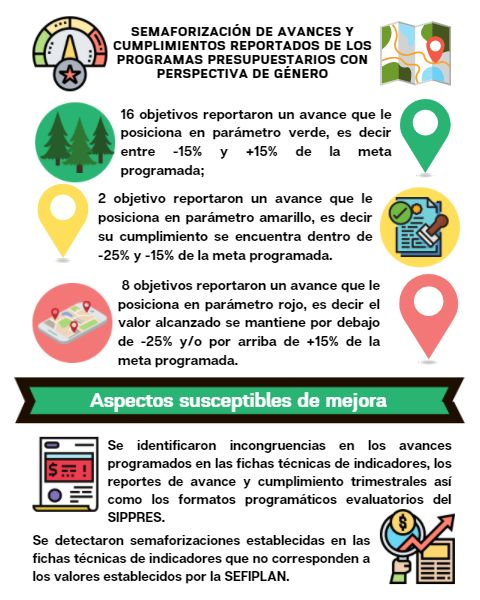 SEMAFORIZACIÓN DE AVANCES Y
CUMPLIMIENTOS REPORTADOS DE LOS
PROGRAMAS PRESUPUESTARIOS CON
PERSPECTIVA DE GÉNERO
16 objetivos reportaron un avance que le
posiciona en parámetro verde, es decir
entre -15% y +15% de la meta
programada;
2 objetivo reportaron un avance que le
posiciona en parámetro amarillo, es decir
su cumplimiento se encuentra dentro de
-25% y -15% de la meta programada.
8 objetivos reportaron un avance que le
posiciona en parámetro rojo, es decir el
valor alcanzado se mantiene por debajo
de -25% y/o por arriba de +15% de la
meta programada.
Aspectos susceptibles de mejora
Se identificaron incongruencias en los avances
programados en las fichas técnicas de indicadores, los
reportes de avance y cumplimiento trimestrales así
como los formatos programáticos evaluatorios del
SIPPRES.
Se detectaron semaforizaciones establecidas en las
fichas técnicas de indicadores que no corresponden a
los valores establecidos por la SEFIPLAN.